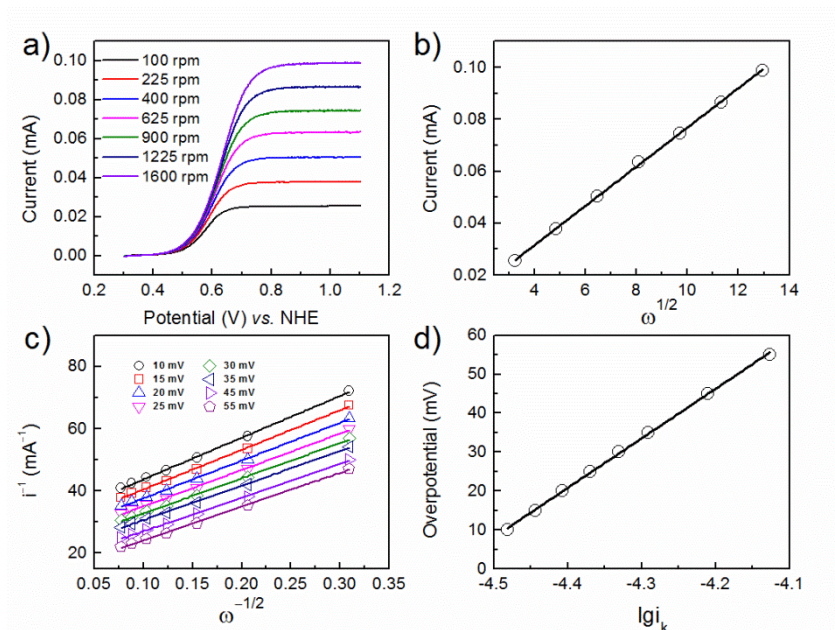 a)
0.10
0.08
0.06
0.04
0.02
0.00
Current (mA)
100 rpm
225 rpm
400 rpm
625 rpm
900 rpm
1225 rpm
1600 rpm
0.2 0.4 0.6 0.8 1.0 1.2
Potential (V) vs. NHE
b)
0.10
0.08
0.06
0.04
0.02
Current (mA)
4 6 8 10 12 14
ω^1/2
c)
80
60
40
20
i^−1 (mA^−1)
10 mV 30 mV
15 mV 35 mV
20 mV 45 mV
25 mV 55 mV
0.05 0.10 0.15 0.20 0.25 0.30 0.35
ω^−1/2
d)
60
50
40
30
20
10
0
Overpotential (mV)
-4.5 -4.4 -4.3 -4.2 -4.1
lgi_k